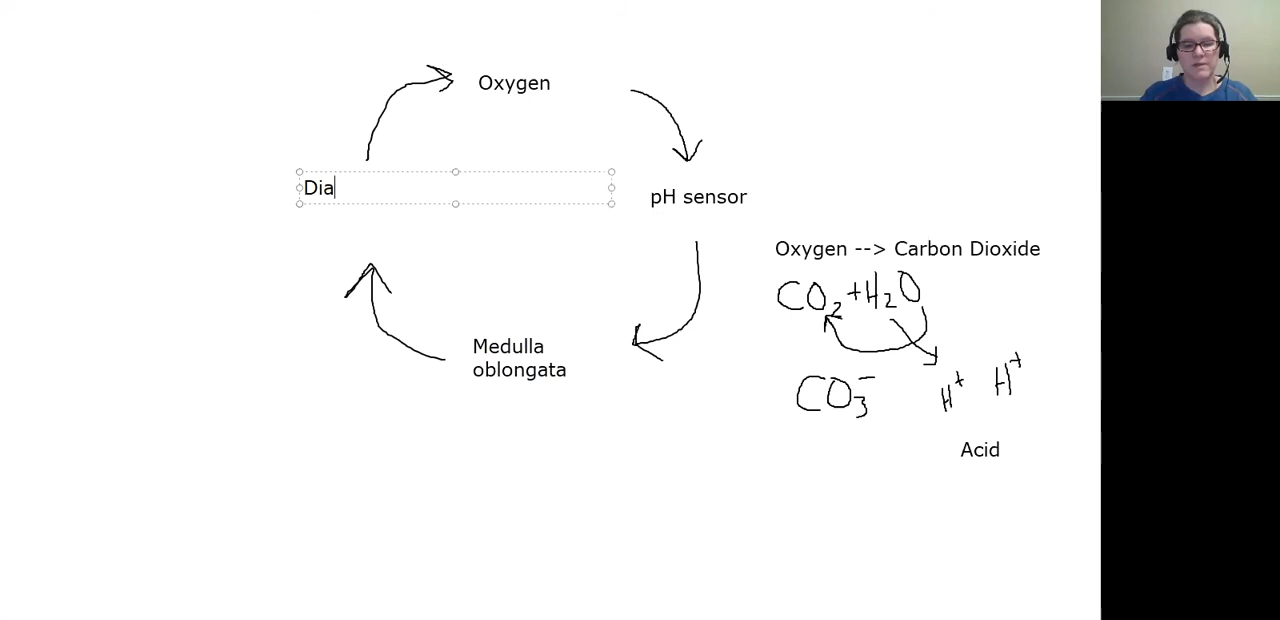 Oxygen
Dia
pH sensor
Oxygen --> Carbon Dioxide
CO₂+H₂O
Medulla
oblongata
CO₃⁻ H⁺ H⁺
Acid